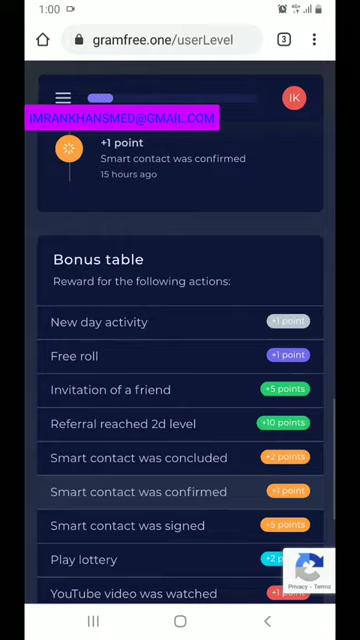 1:00
gramfree.one/userLevel
3
IK
IMRANKHANSMED@GMAIL.COM
+1 point
Smart contact was confirmed
15 hours ago
Bonus table
Reward for the following actions:
New day activity +1 point
Free roll +1 point
Invitation of a friend +5 points
Referral reached 2d level +10 points
Smart contact was concluded +2 points
Smart contact was confirmed +1 point
Smart contact was signed +5 points
Play lottery +2 p
YouTube video was watched +1
Privacy - Terms